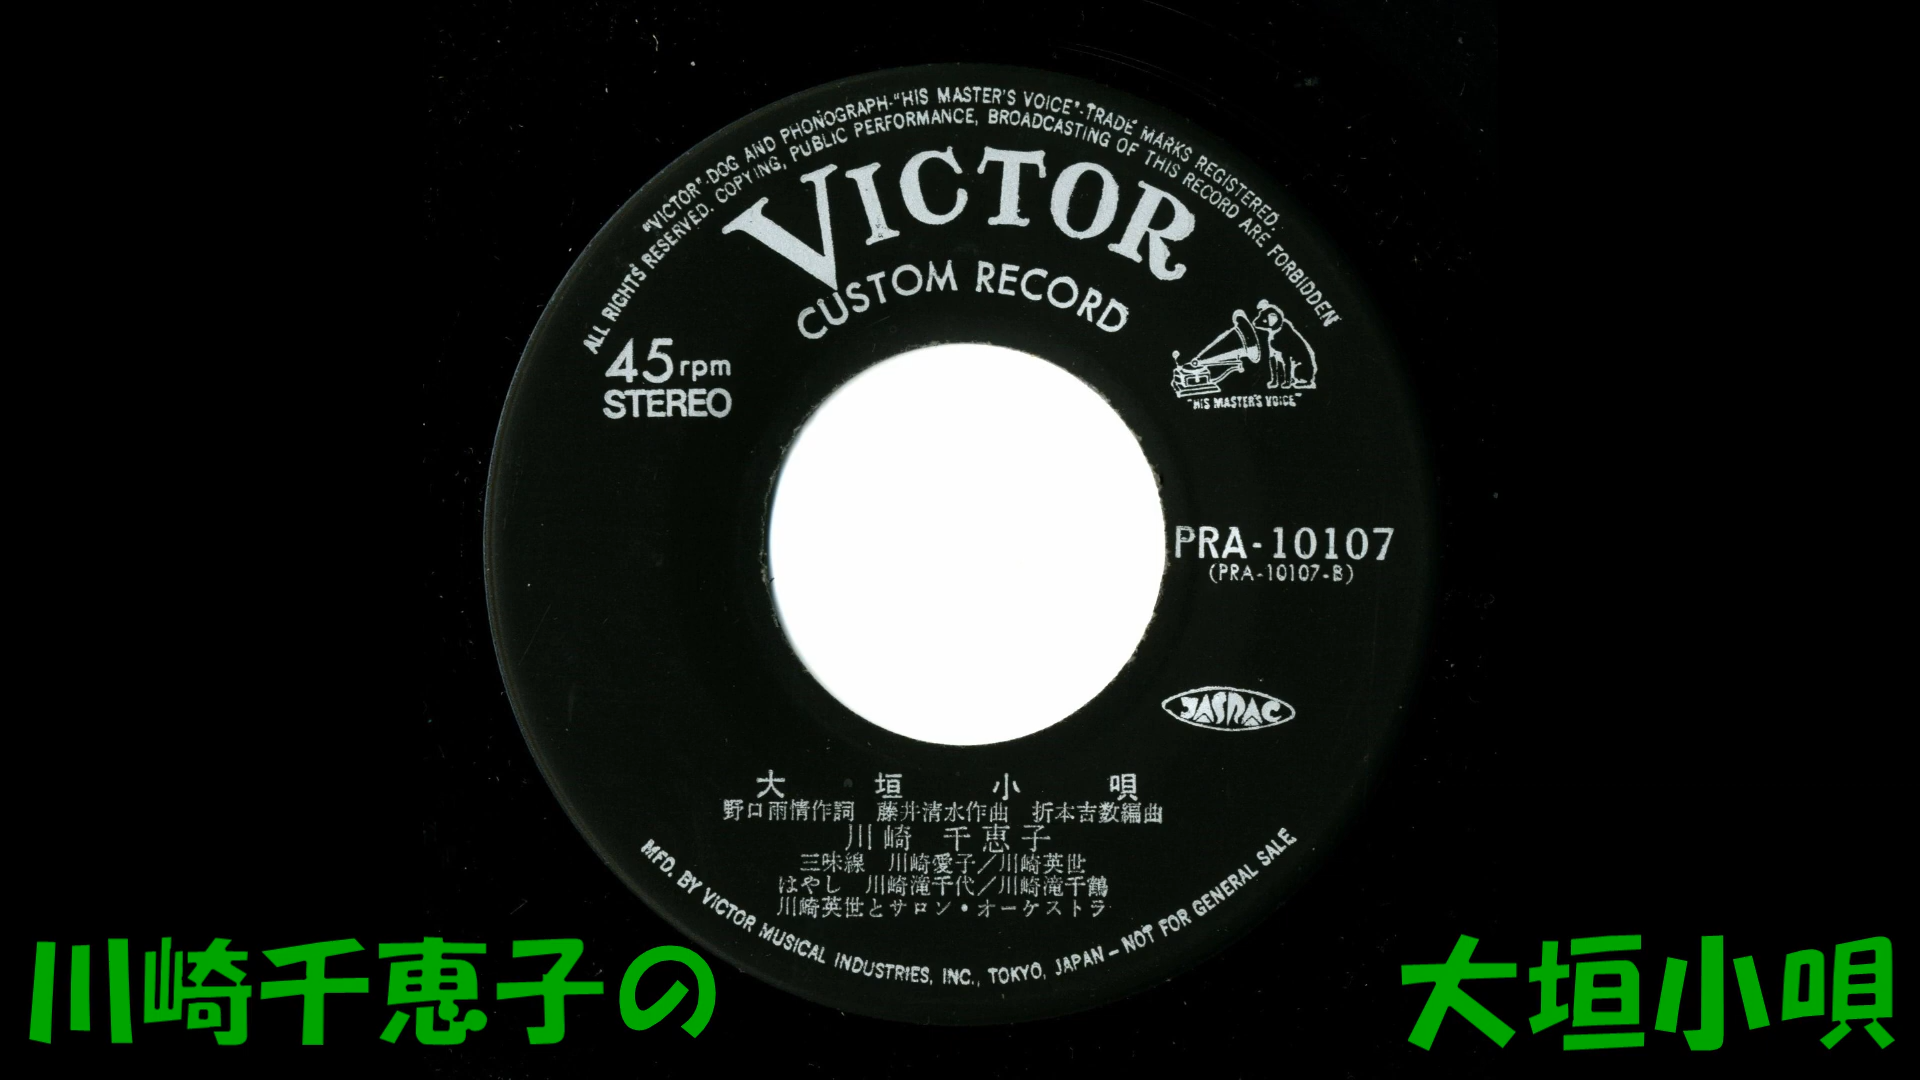 "VICTOR"-DOG AND PHONOGRAPH-"HIS MASTER'S VOICE"-TRADE MARKS REGISTERED.
ALL RIGHTS RESERVED. COPYING, PUBLIC PERFORMANCE, BROADCASTING OF THIS RECORD ARE FORBIDDEN
VICTOR
CUSTOM RECORD
45rpm
STEREO
"HIS MASTER'S VOICE"
PRA-10107
(PRA-10107-B)
JASRAC
大垣小唄
野口雨情作詞 藤井清水作曲 折本吉数編曲
川崎 千恵子
三味線 川崎愛子／川崎英世
はやし 川崎滝千代／川崎滝千鶴
川崎英世とサロン・オーケストラ
MFD. BY VICTOR MUSICAL INDUSTRIES, INC., TOKYO, JAPAN – NOT FOR GENERAL SALE
川崎千恵子の 大垣小唄